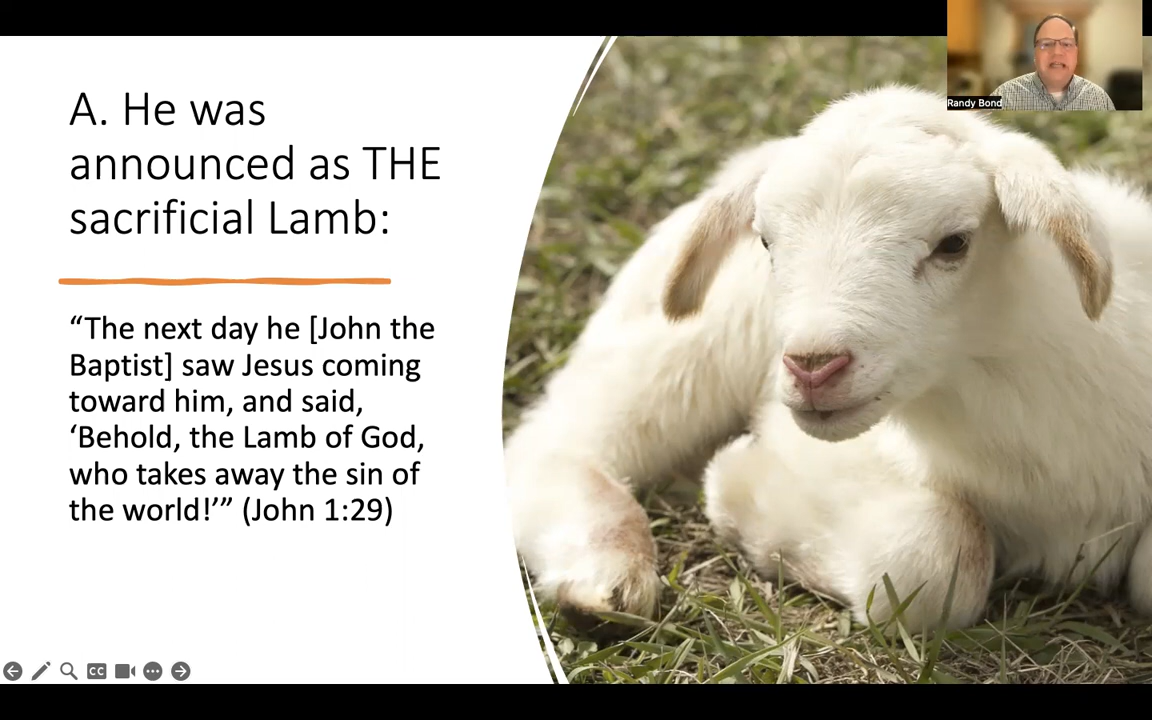 Randy Bond
A. He was
announced as THE
sacrificial Lamb:
“The next day he [John the
Baptist] saw Jesus coming
toward him, and said,
‘Behold, the Lamb of God,
who takes away the sin of
the world!’” (John 1:29)
CC